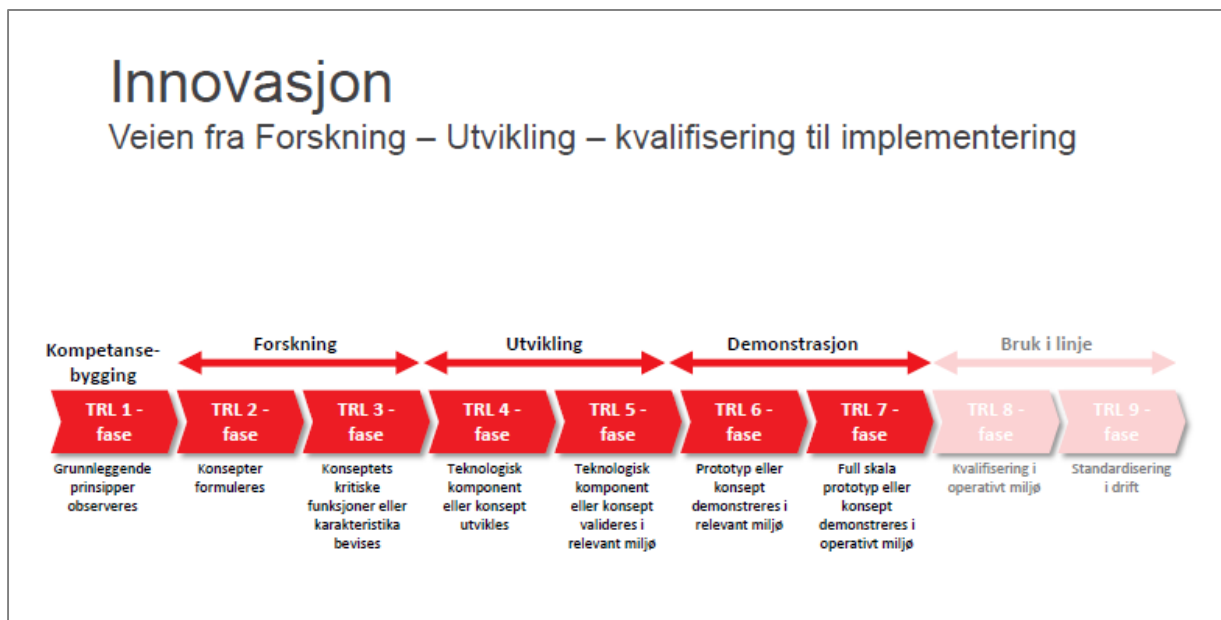 Innovasjon
Veien fra Forskning – Utvikling – kvalifisering til implementering
Kompetanse-
bygging
Forskning
Utvikling
Demonstrasjon
Bruk i linje
TRL 1 -
fase
TRL 2 -
fase
TRL 3 -
fase
TRL 4 -
fase
TRL 5 -
fase
TRL 6 -
fase
TRL 7 -
fase
TRL 8 -
fase
TRL 9 -
fase
Grunnleggende
prinsipper
observeres
Konsepter
formuleres
Konseptets
kritiske
funksjoner eller
karakteristika
bevises
Teknologisk
komponent
eller konsept
utvikles
Teknologisk
komponent
eller konsept
valideres i
relevant miljø
Prototyp eller
konsept
demonstreres i
relevant miljø
Full skala
prototyp eller
konsept
demonstreres i
operativt miljø
Kvalifisering i
operativt miljø
Standardisering
i drift